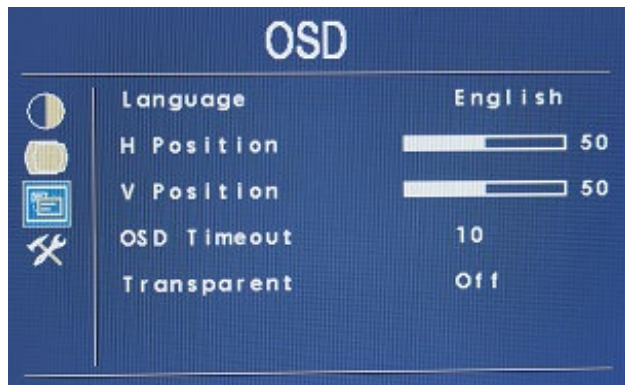 OSD
Language English
H Position 50
V Position 50
OSD Timeout 10
Transparent Off